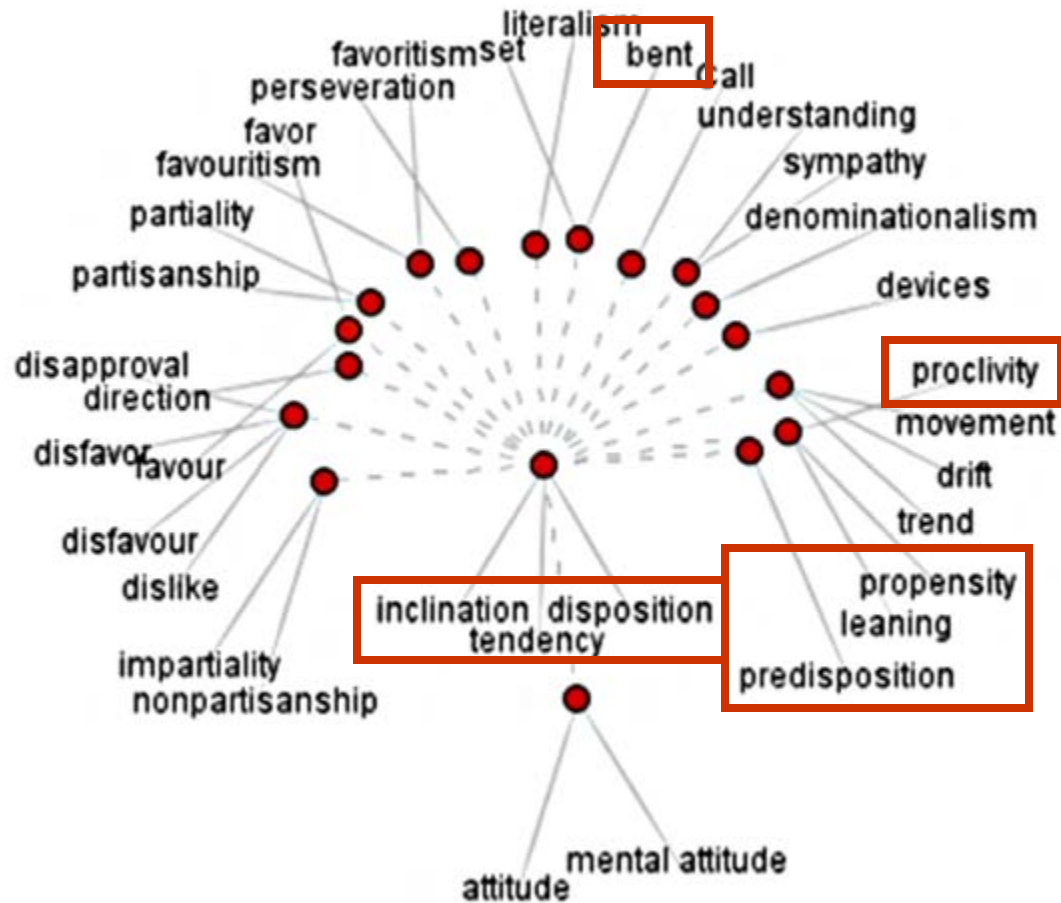 literalism
favoritism set
bent
Call
perseveration
understanding
favor
favouritism
sympathy
partiality
denominationalism
partisanship
devices
disapproval
direction
proclivity
movement
disfavor
favour
drift
trend
disfavour
dislike
propensity
inclination disposition
leaning
tendency
impartiality
predisposition
nonpartisanship
mental attitude
attitude